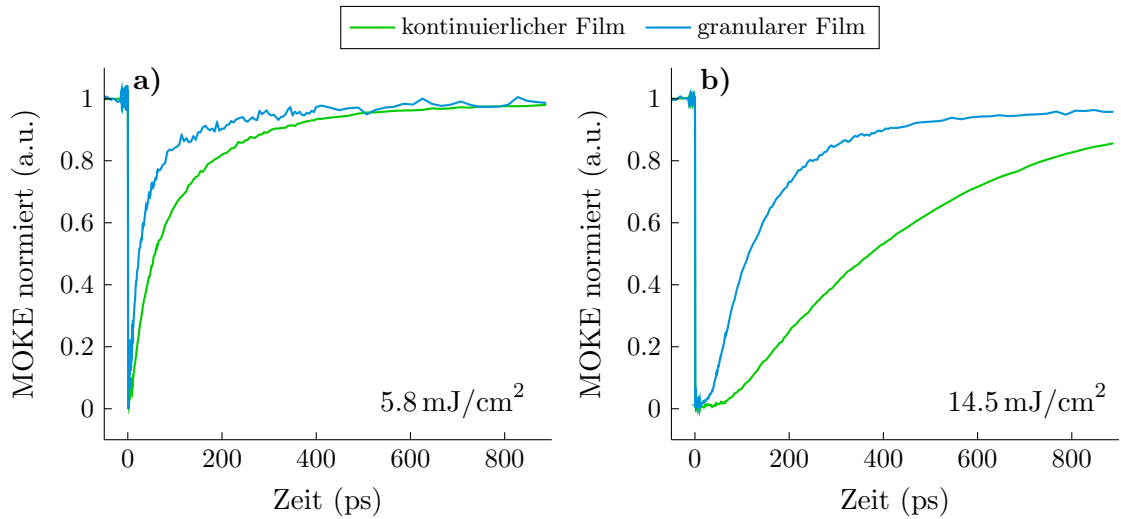 kontinuierlicher Film granularer Film
a)
MOKE normiert (a.u.)
1
0.8
0.6
0.4
0.2
0
5.8 mJ/cm²
0 200 400 600 800
Zeit (ps)
b)
MOKE normiert (a.u.)
1
0.8
0.6
0.4
0.2
0
14.5 mJ/cm²
0 200 400 600 800
Zeit (ps)